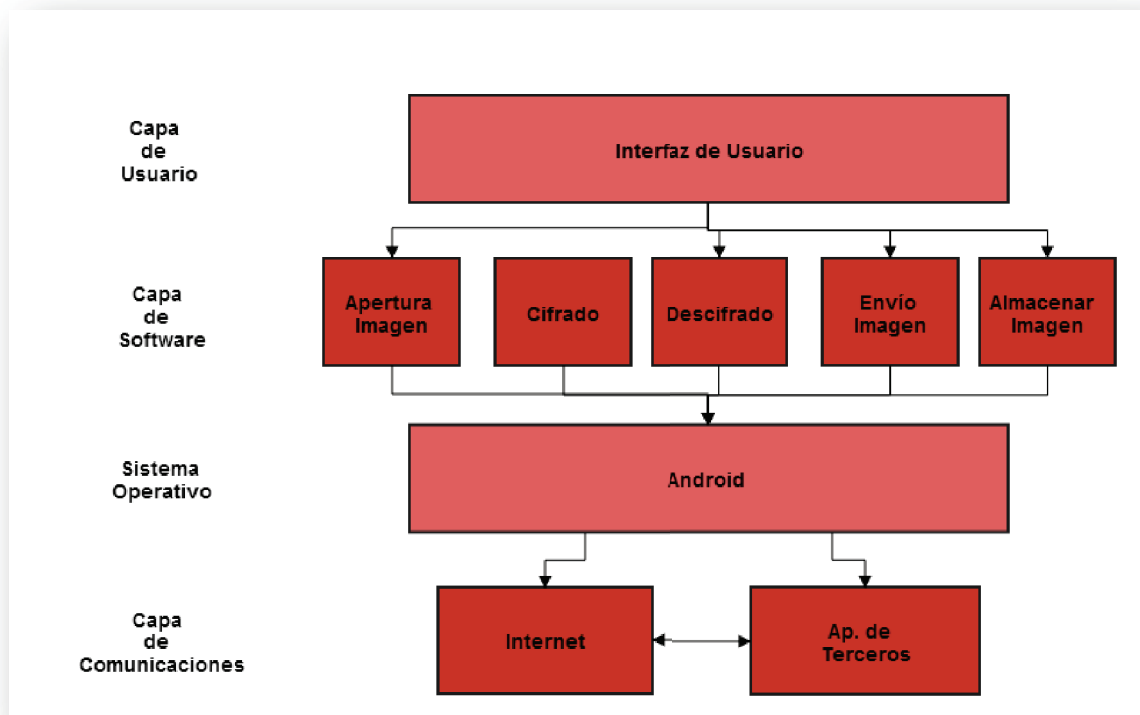 Capa
de
Usuario
Interfaz de Usuario
Capa
de
Software
Apertura
Imagen
Cifrado
Descifrado
Envío
Imagen
Almacenar
Imagen
Sistema
Operativo
Android
Capa
de
Comunicaciones
Internet
Ap. de
Terceros